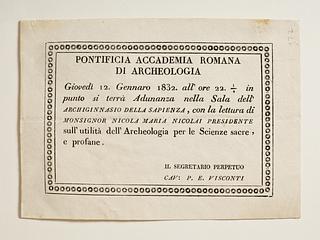 PONTIFICIA ACCADEMIA ROMANA
DI ARCHEOLOGIA
Giovedì 12. Gennaro 1832. all' ore 22. ¼ in
punto si terrà Adunanza nella Sala dell'
ARCHIGINNASIO DELLA SAPIENZA, con la lettura di
MONSIGNOR NICOLA MARIA NICOLAI PRESIDENTE
sull' utilità dell' Archeologia per le Scienze sacre,
e profane.
IL SEGRETARIO PERPETUO
CAV: P. E. VISCONTI